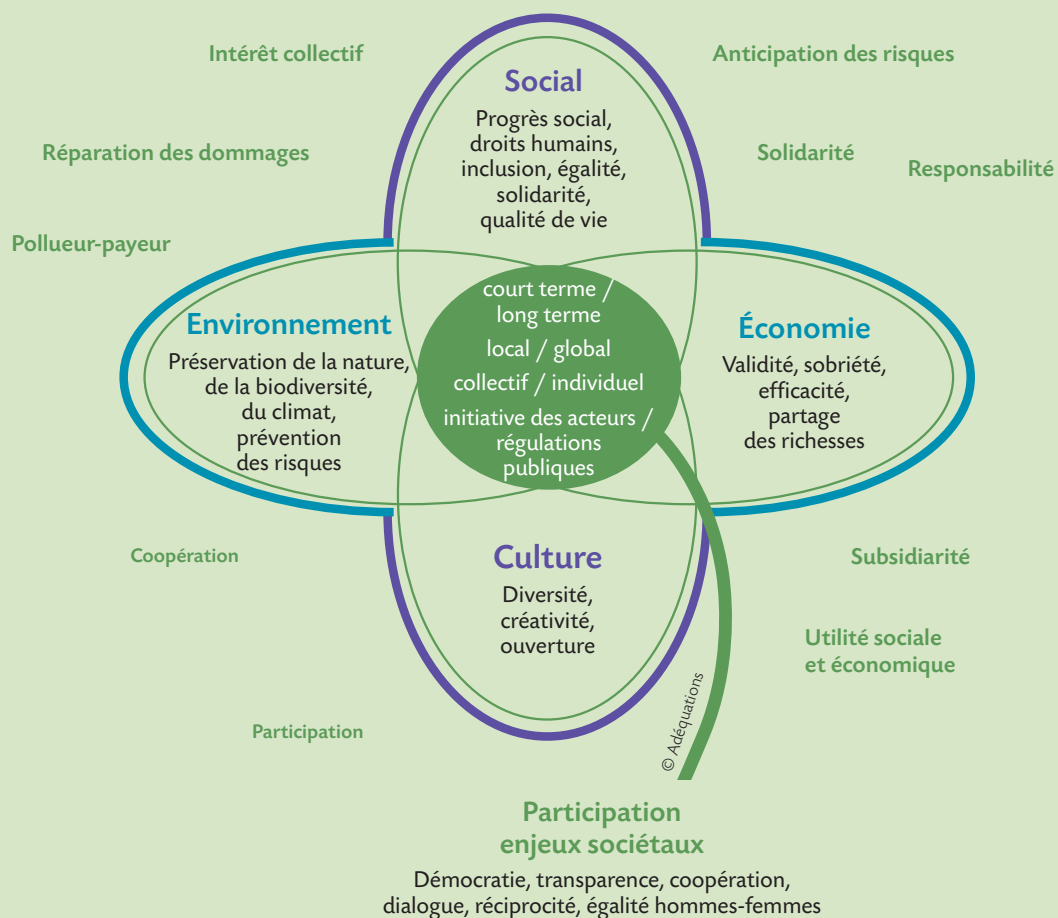 Intérêt collectif
Anticipation des risques
Social
Progrès social,
droits humains,
inclusion, égalité,
solidarité,
qualité de vie
Réparation des dommages
Solidarité
Responsabilité
Pollueur-payeur
Environnement
Préservation de la nature,
de la biodiversité,
du climat,
prévention
des risques
court terme /
long terme
local / global
collectif / individuel
initiative des acteurs /
régulations
publiques
Économie
Validité, sobriété,
efficacité,
partage
des richesses
Coopération
Culture
Diversité,
créativité,
ouverture
Subsidiarité
Utilité sociale
et économique
Participation
© Adéquations
Participation
enjeux sociétaux
Démocratie, transparence, coopération,
dialogue, réciprocité, égalité hommes-femmes